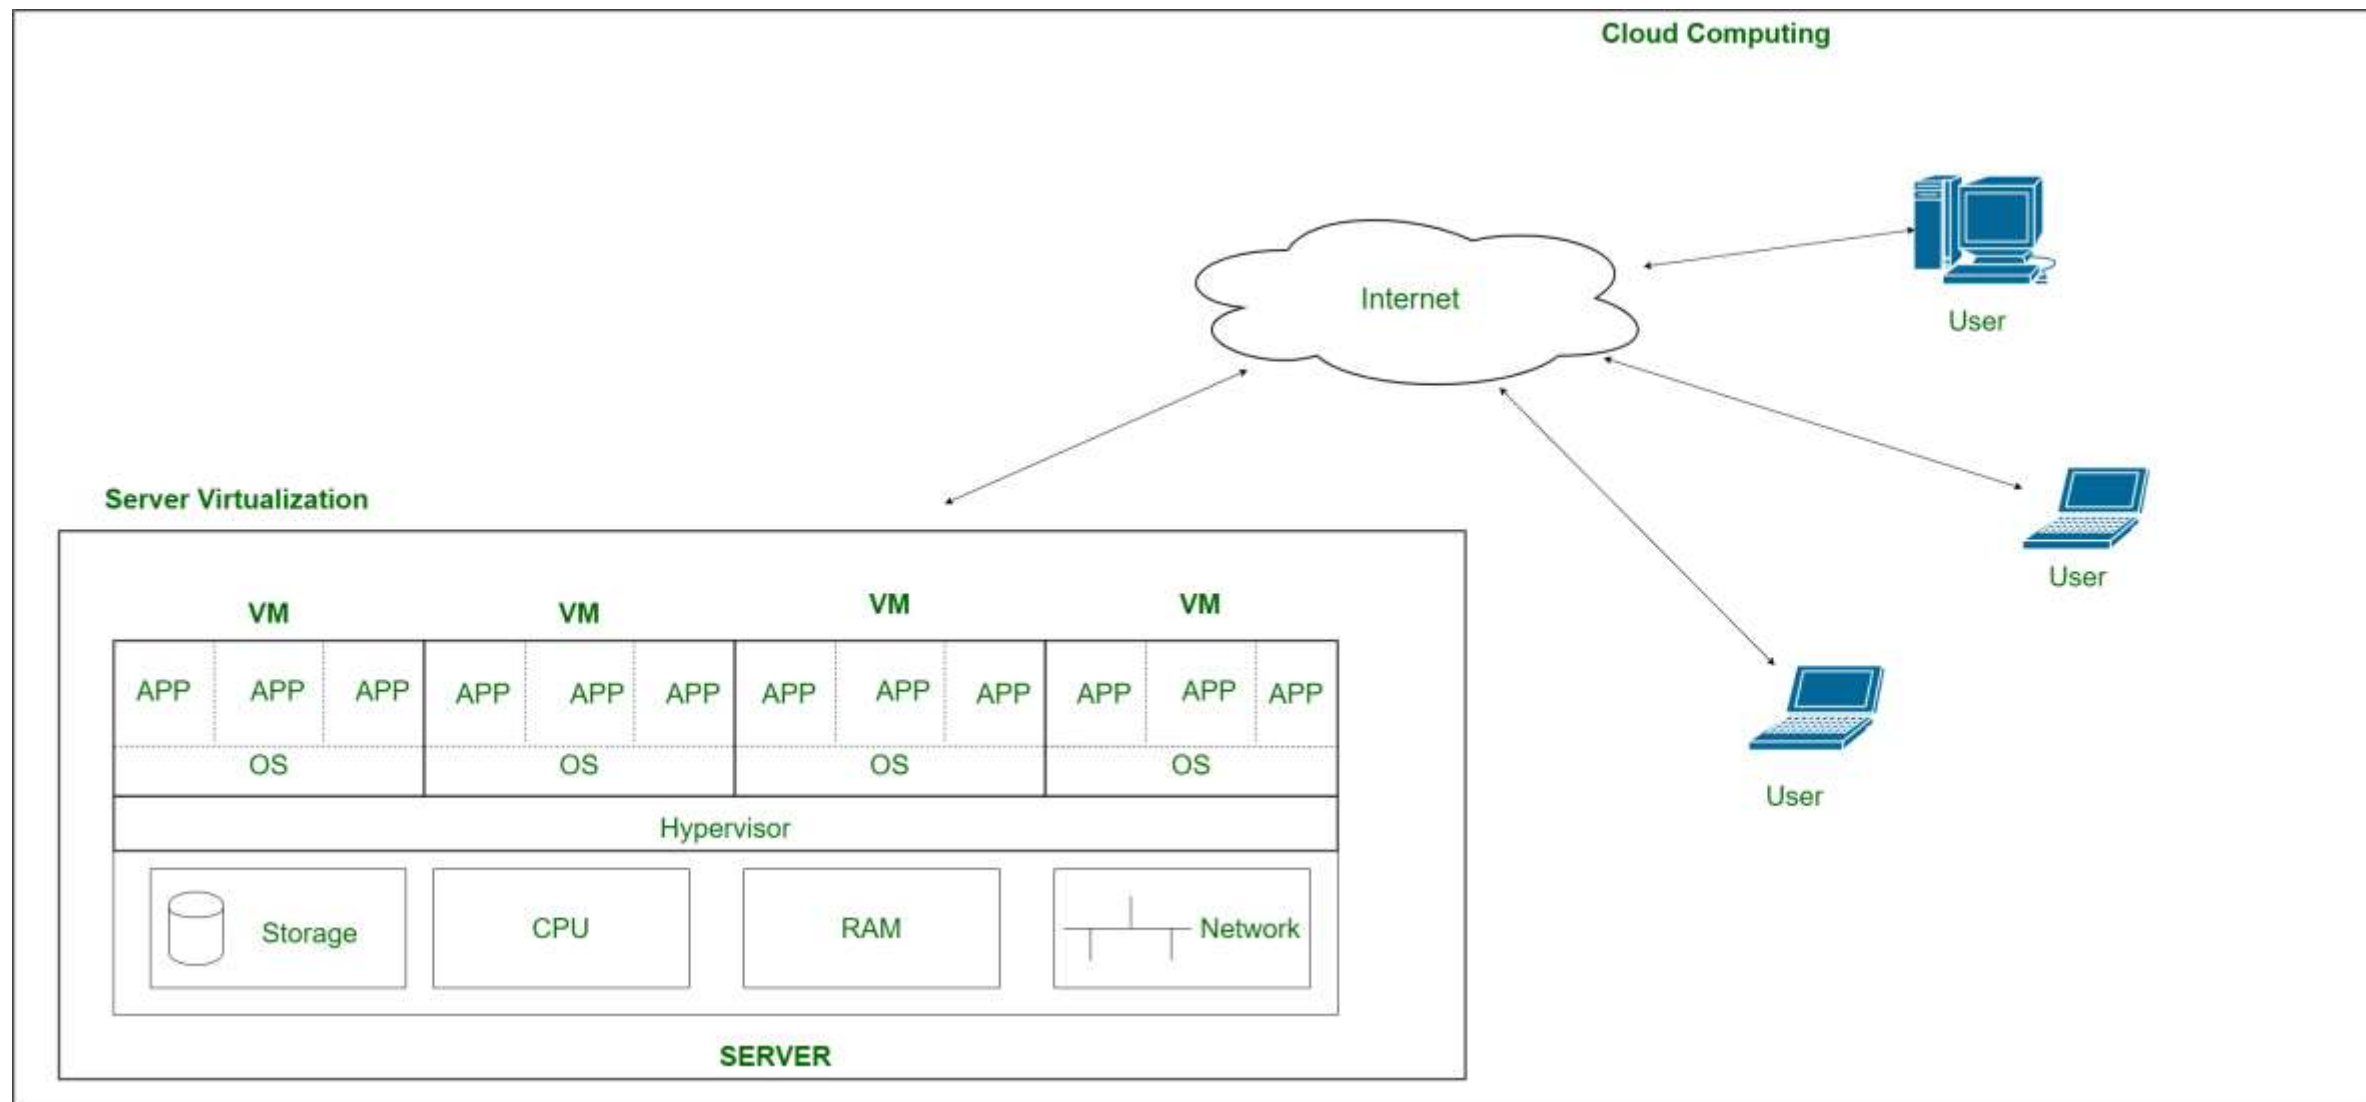 Cloud Computing
Internet
User
User
User
Server Virtualization
VM VM VM VM
APP APP APP APP APP APP APP APP APP APP APP APP
OS OS OS OS
Hypervisor
Storage CPU RAM Network
SERVER